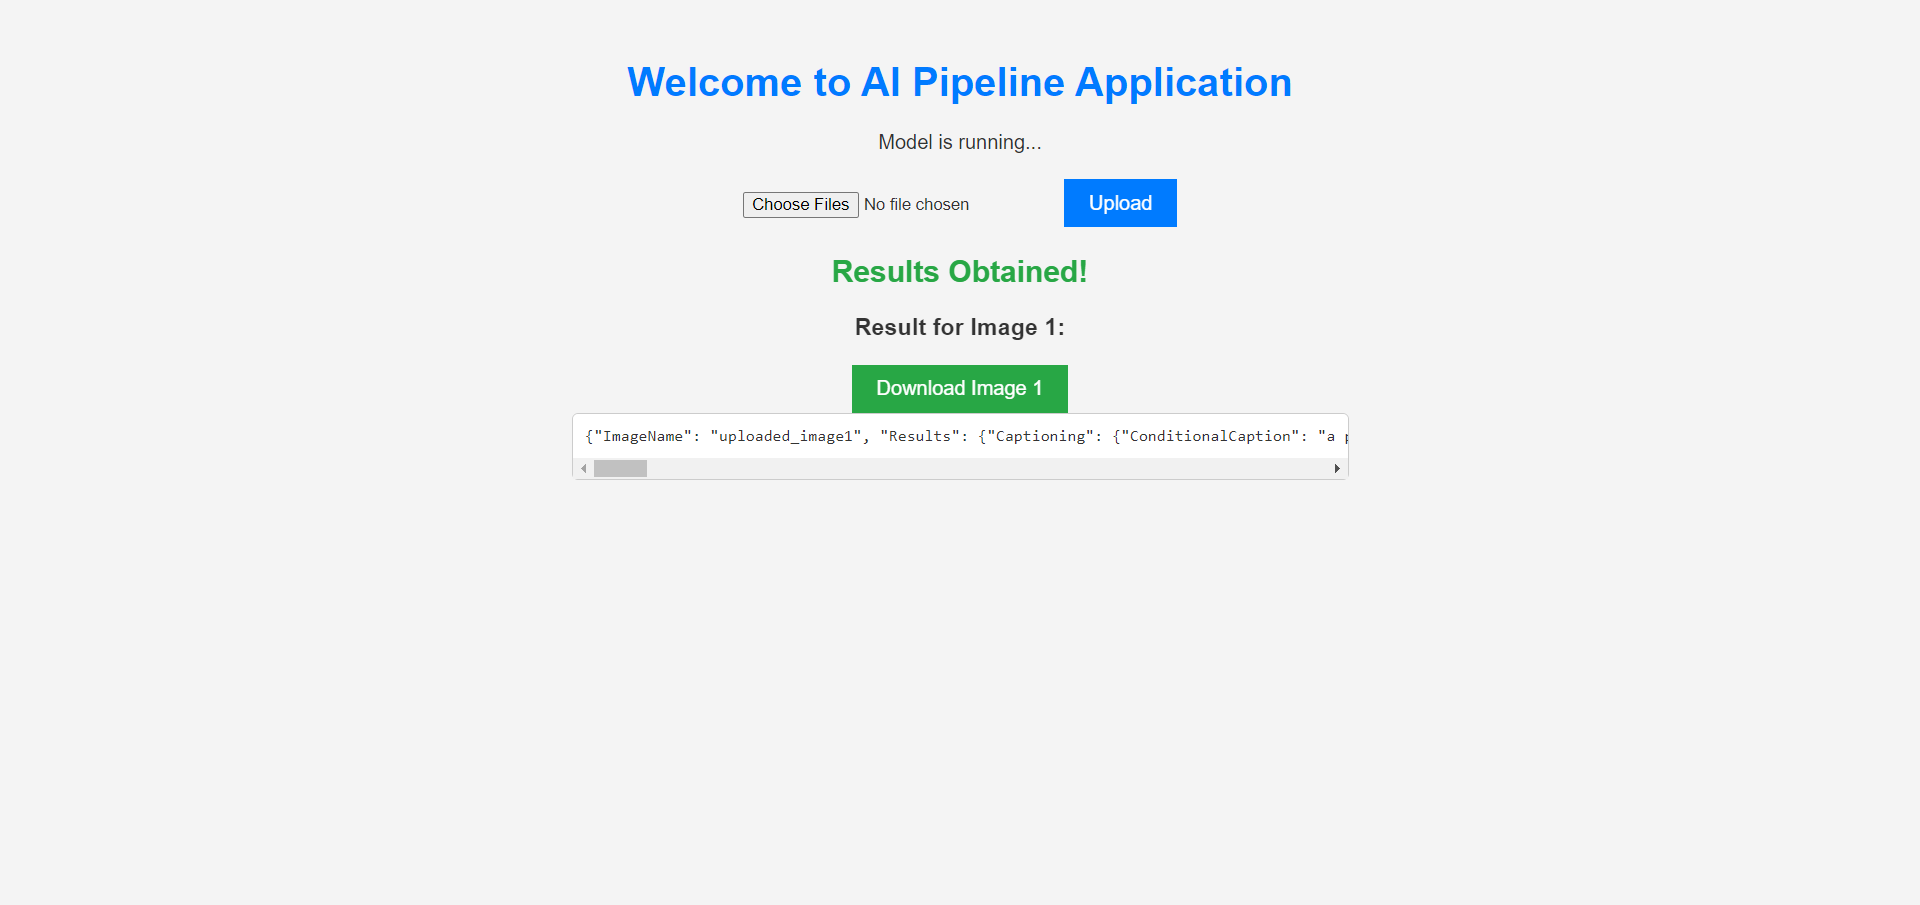 Welcome to AI Pipeline Application
Model is running...
Choose Files No file chosen Upload
Results Obtained!
Result for Image 1:
Download Image 1
{"ImageName": "uploaded_image1", "Results": {"Captioning": {"ConditionalCaption": "a